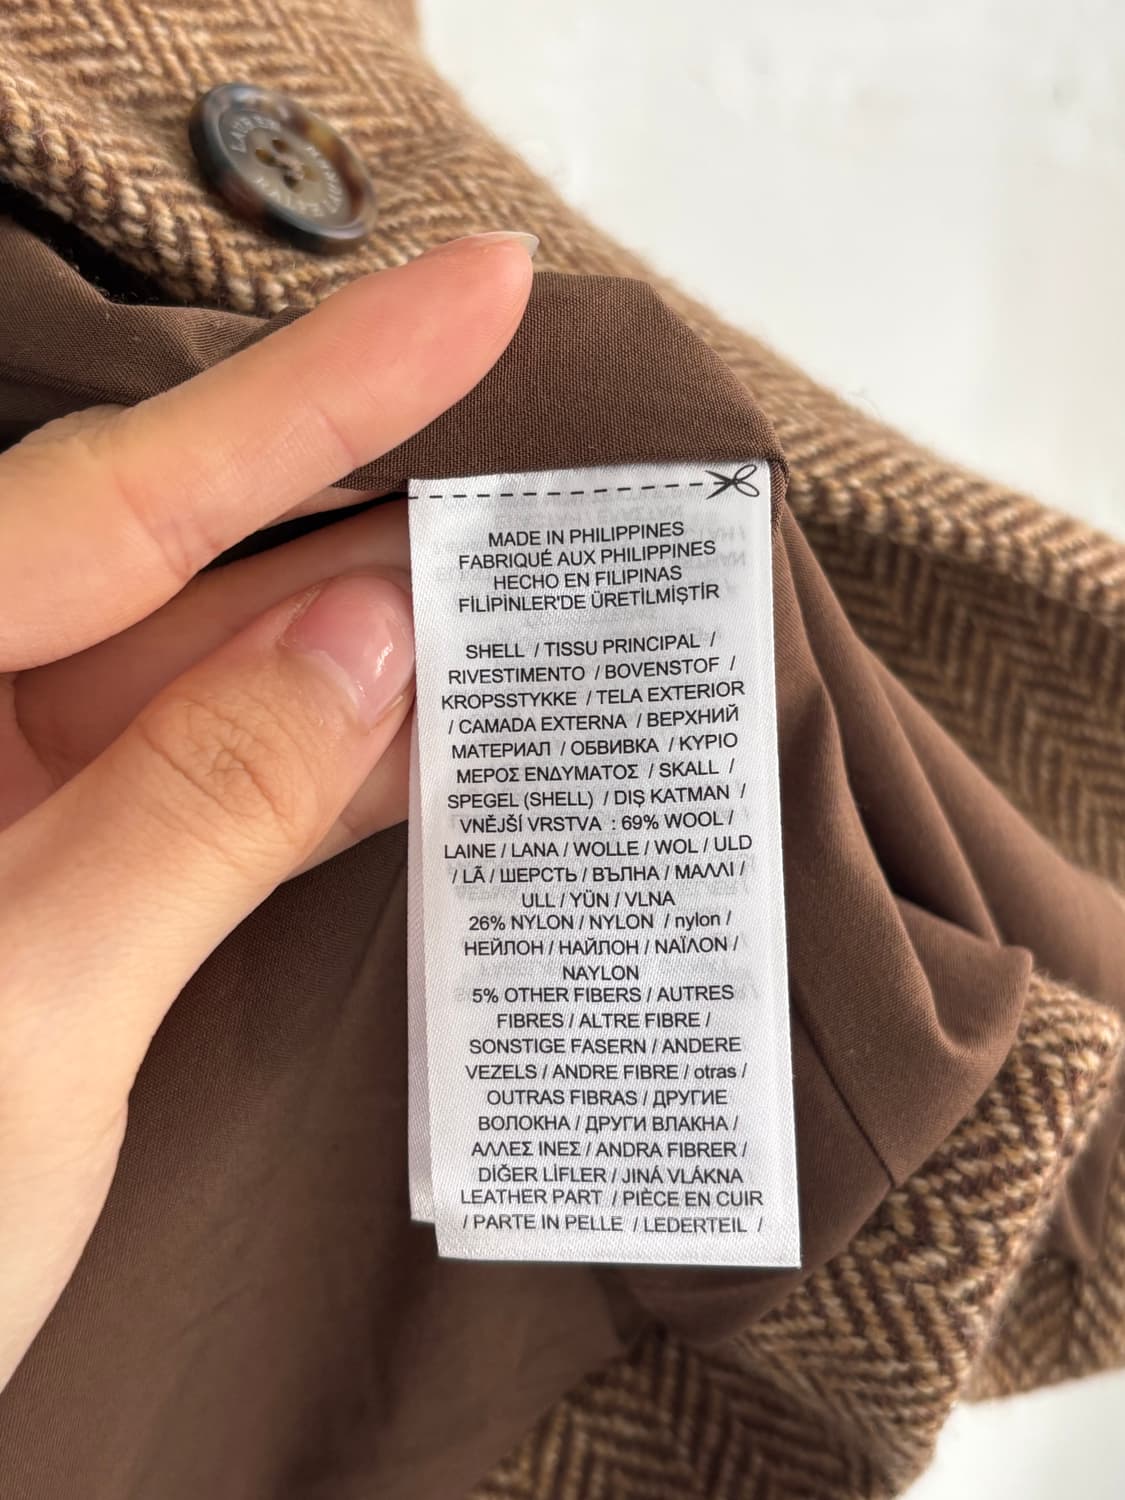 LAUREN
RALPH LAUREN
MADE IN PHILIPPINES
FABRIQUÉ AUX PHILIPPINES
HECHO EN FILIPINAS
FİLİPİNLER'DE ÜRETİLMİŞTİR
SHELL / TISSU PRINCIPAL /
RIVESTIMENTO / BOVENSTOF /
KROPSSTYKKE / TELA EXTERIOR
/ CAMADA EXTERNA / ВЕРХНИЙ
МАТЕРИАЛ / ОБВИВКА / ΚΥΡΙΟ
ΜΕΡΟΣ ΕΝΔΥΜΑΤΟΣ / SKALL /
SPEGEL (SHELL) / DIŞ KATMAN /
VNĚJŠÍ VRSTVA : 69% WOOL /
LAINE / LANA / WOLLE / WOL / ULD
/ LÃ / ШЕРСТЬ / ВЪЛНА / ΜΑΛΛΙ /
ULL / YÜN / VLNA
26% NYLON / NYLON / nylon /
НЕЙЛОН / НАЙЛОН / ΝΑΪΛΟΝ /
NAYLON
5% OTHER FIBERS / AUTRES
FIBRES / ALTRE FIBRE /
SONSTIGE FASERN / ANDERE
VEZELS / ANDRE FIBRE / otras /
OUTRAS FIBRAS / ДРУГИЕ
ВОЛОКНА / ДРУГИ ВЛАКНА /
ΑΛΛΕΣ ΙΝΕΣ / ANDRA FIBRER /
DİĞER LİFLER / JINÁ VLÁKNA
LEATHER PART / PIÈCE EN CUIR
/ PARTE IN PELLE / LEDERTEIL /